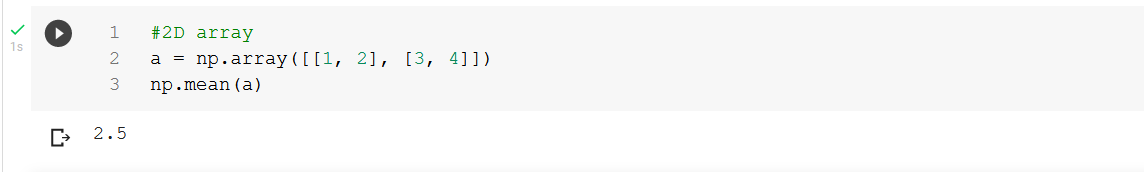 1s
1 #2D array
2 a = np.array([[1, 2], [3, 4]])
3 np.mean(a)
2.5